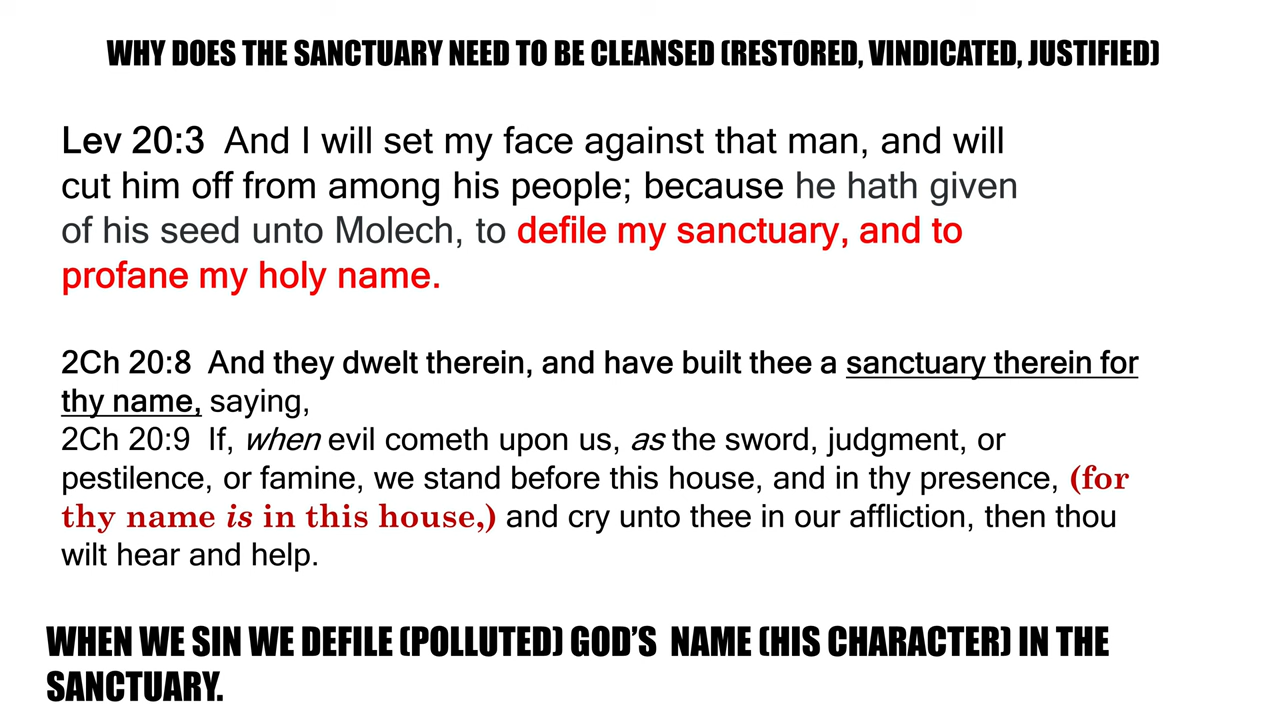 WHY DOES THE SANCTUARY NEED TO BE CLEANSED (RESTORED, VINDICATED, JUSTIFIED)
Lev 20:3 And I will set my face against that man, and will
cut him off from among his people; because he hath given
of his seed unto Molech, to defile my sanctuary, and to
profane my holy name.
2Ch 20:8 And they dwelt therein, and have built thee a sanctuary therein for
thy name, saying,
2Ch 20:9 If, when evil cometh upon us, as the sword, judgment, or
pestilence, or famine, we stand before this house, and in thy presence, (for
thy name is in this house,) and cry unto thee in our affliction, then thou
wilt hear and help.
WHEN WE SIN WE DEFILE (POLLUTED) GOD’S NAME (HIS CHARACTER) IN THE
SANCTUARY.